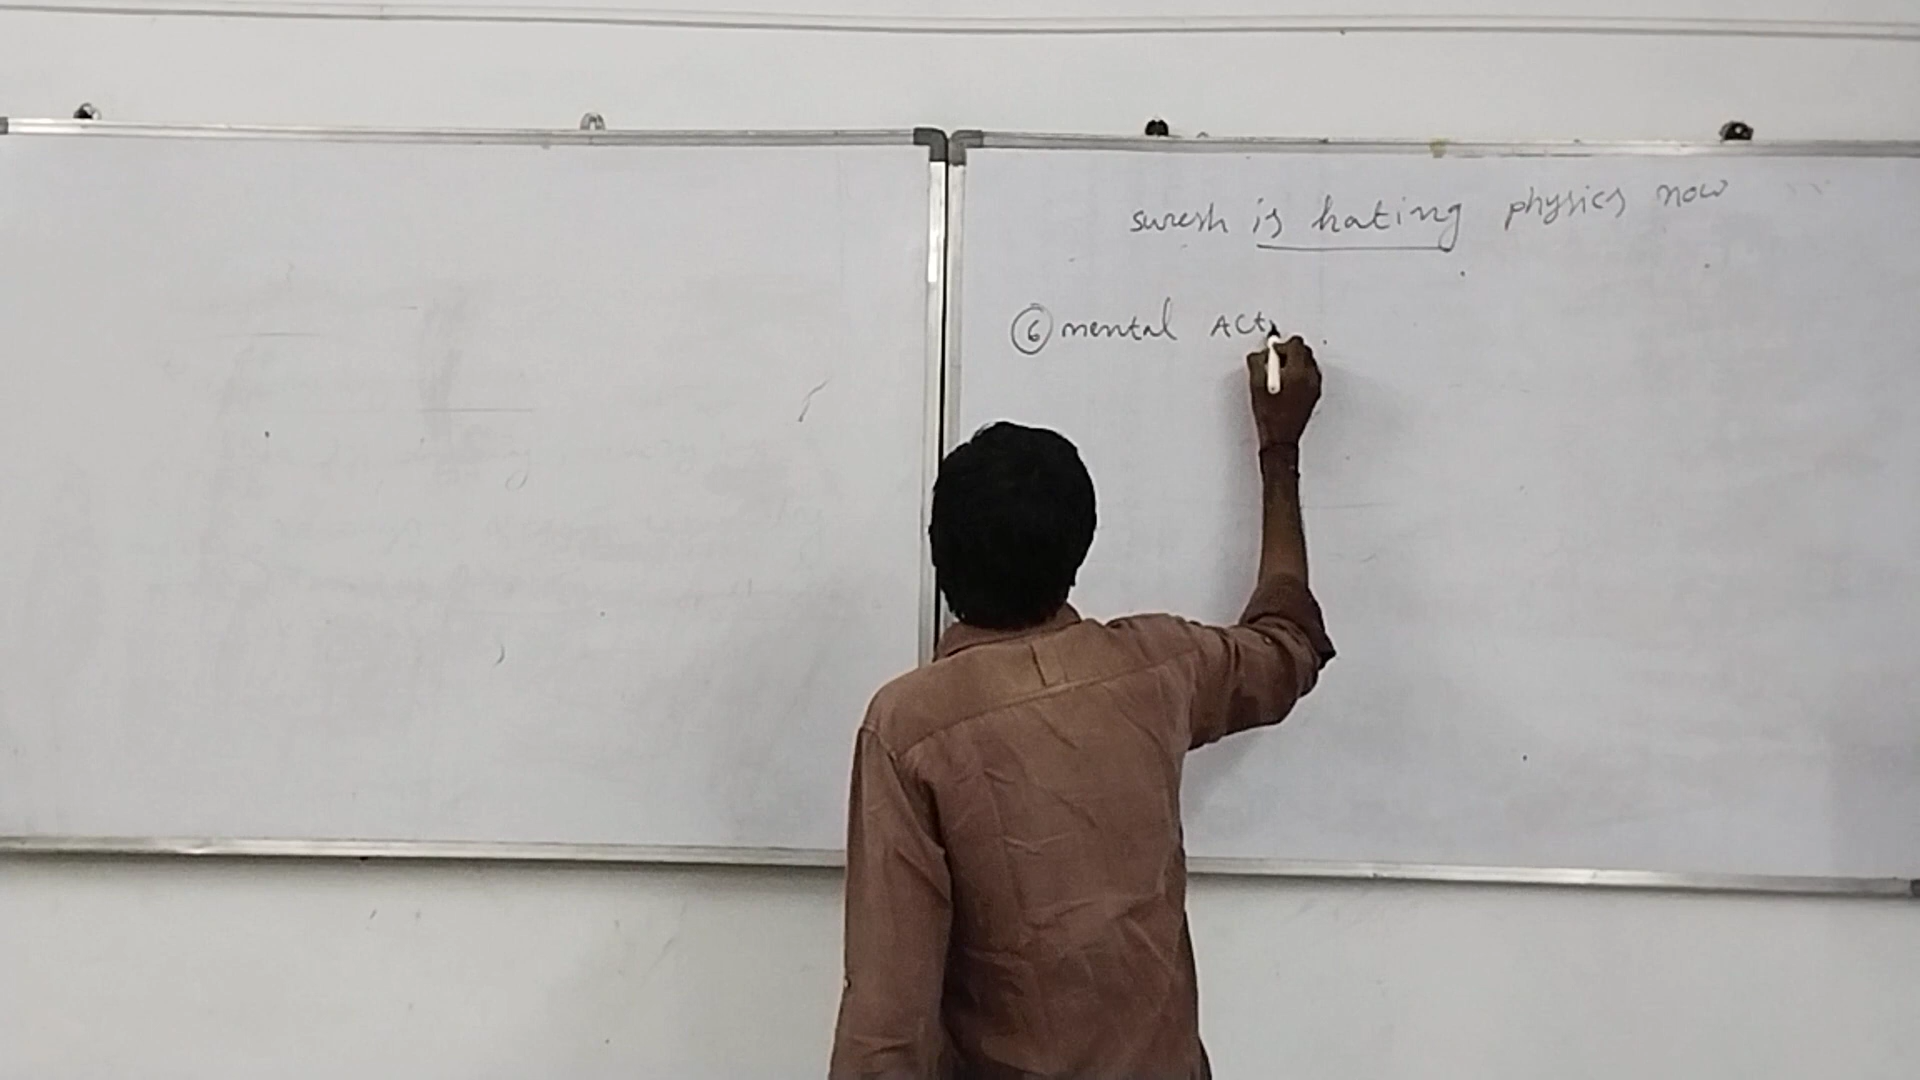 suresh is hating physics now
⑥ mental Act